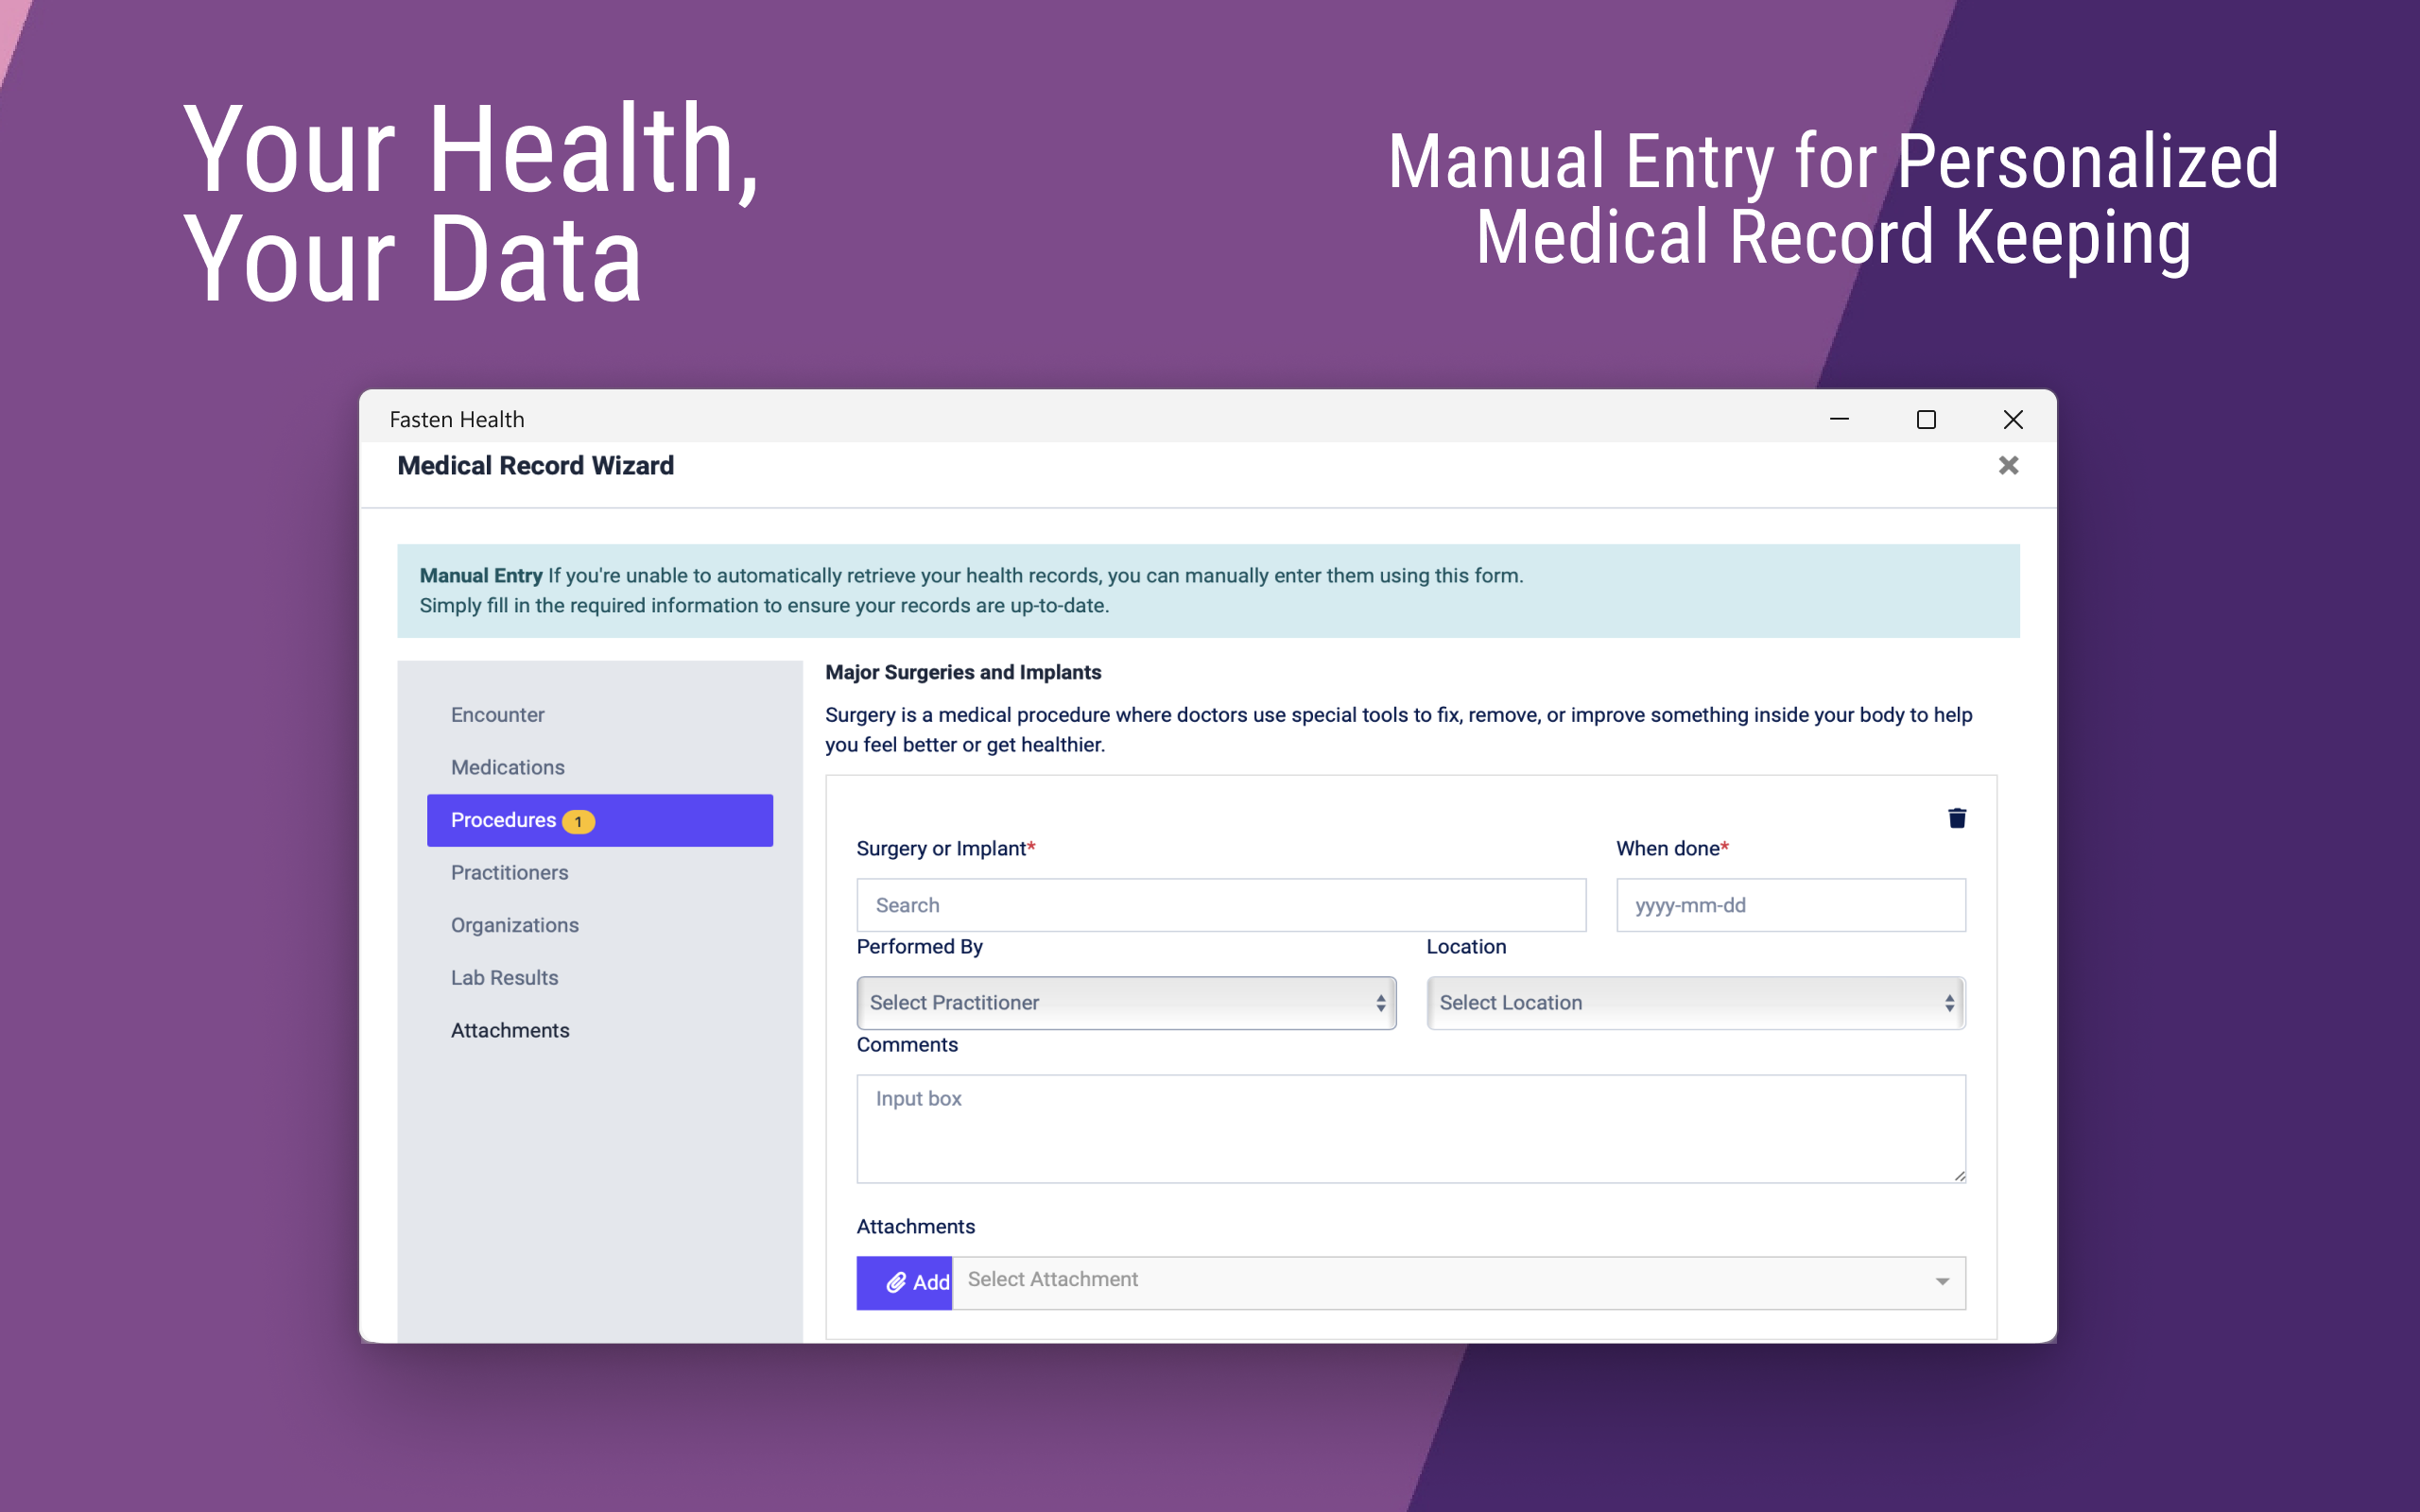 Your Health,
Your Data
Manual Entry for Personalized
Medical Record Keeping
Fasten Health
Medical Record Wizard
Manual Entry If you're unable to automatically retrieve your health records, you can manually enter them using this form.
Simply fill in the required information to ensure your records are up-to-date.
Encounter
Medications
Procedures 1
Practitioners
Organizations
Lab Results
Attachments
Major Surgeries and Implants
Surgery is a medical procedure where doctors use special tools to fix, remove, or improve something inside your body to help
you feel better or get healthier.
Surgery or Implant*
When done*
Search
yyyy-mm-dd
Performed By
Location
Select Practitioner
Select Location
Comments
Input box
Attachments
Add
Select Attachment